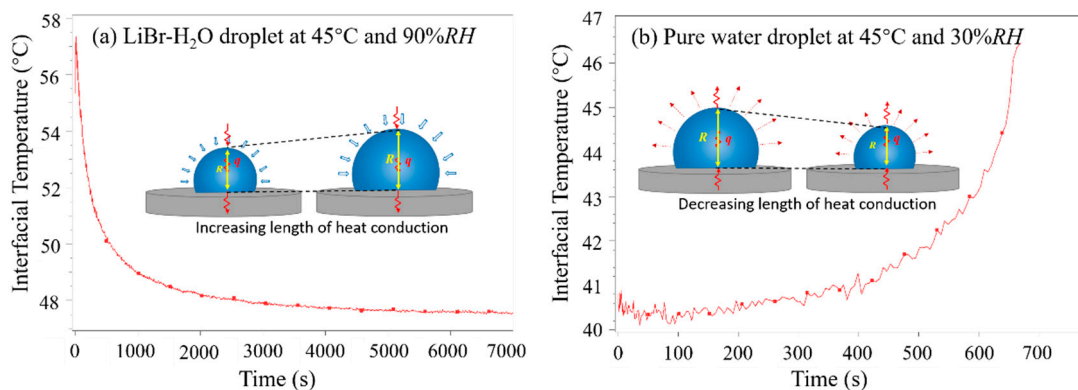 (a) LiBr-H₂O droplet at 45°C and 90%RH
Interfacial Temperature (°C)
58
56
54
52
50
48
R
q
R
q
Increasing length of heat conduction
0
1000
2000
3000
4000
5000
6000
7000
Time (s)
(b) Pure water droplet at 45°C and 30%RH
Interfacial Temperature (°C)
47
46
45
44
43
42
41
40
R
q
R
q
Decreasing length of heat conduction
0
100
200
300
400
500
600
700
Time (s)